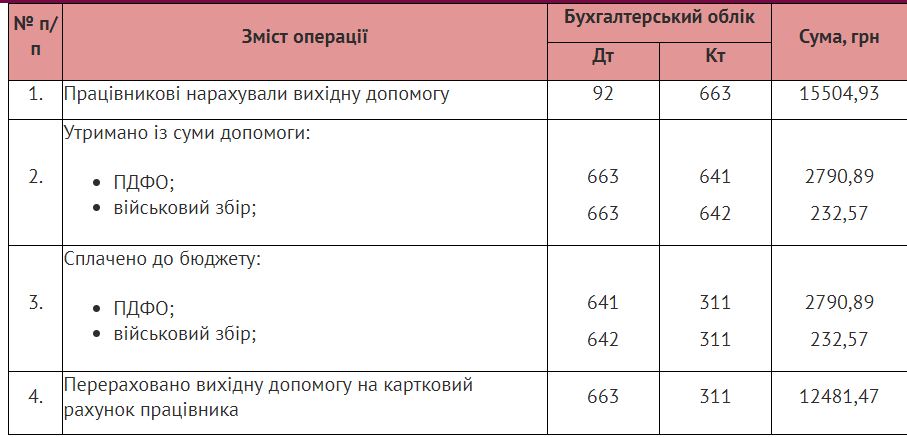 № п/п Зміст операції Бухгалтерський облік Сума, грн
Дт Кт
1. Працівникові нарахували вихідну допомогу 92 663 15504,93
2. Утримано із суми допомоги:
• ПДФО; 663 641 2790,89
• військовий збір; 663 642 232,57
3. Сплачено до бюджету:
• ПДФО; 641 311 2790,89
• військовий збір; 642 311 232,57
4. Перераховано вихідну допомогу на картковий
рахунок працівника 663 311 12481,47